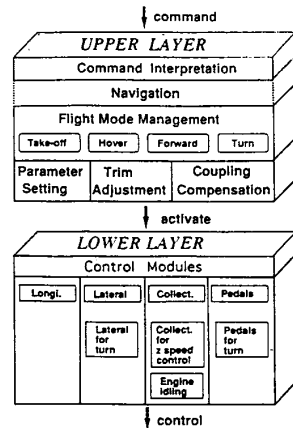 command
UPPER LAYER
Command Interpretation
Navigation
Flight Mode Management
Take-off Hover Forward Turn
Parameter Setting
Trim Adjustment
Coupling Compensation
activate
LOWER LAYER
Control Modules
Longi. Lateral Collect. Pedals
Lateral for turn
Collect. for z speed control
Pedals for turn
Engine Idling
control